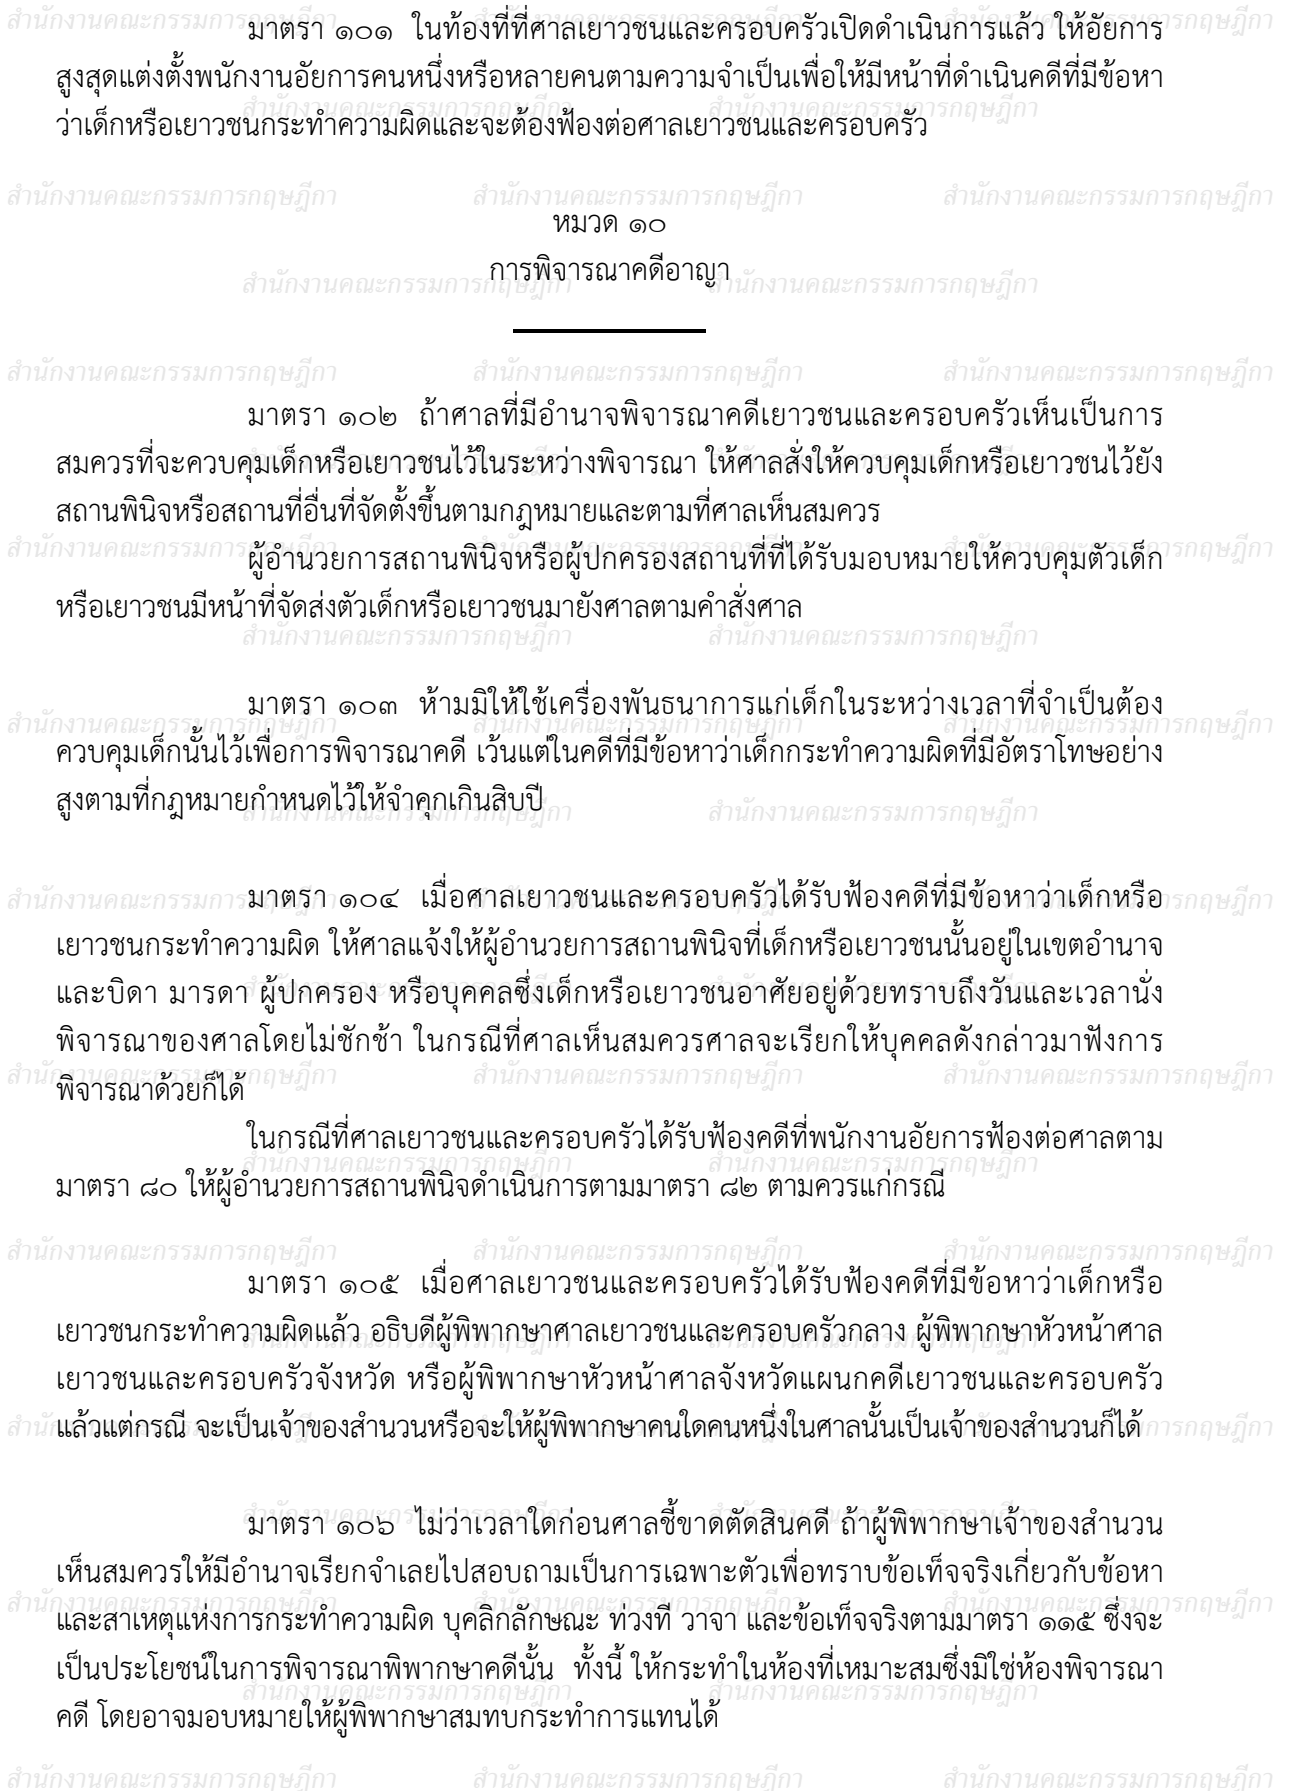 มาตรา ๑๐๑  ในท้องที่ที่ศาลเยาวชนและครอบครัวเปิดดำเนินการแล้ว ให้อัยการ
สูงสุดแต่งตั้งพนักงานอัยการคนหนึ่งหรือหลายคนตามความจำเป็นเพื่อให้มีหน้าที่ดำเนินคดีที่มีข้อหา
ว่าเด็กหรือเยาวชนกระทำความผิดและจะต้องฟ้องต่อศาลเยาวชนและครอบครัว
หมวด ๑๐
การพิจารณาคดีอาญา
มาตรา ๑๐๒  ถ้าศาลที่มีอำนาจพิจารณาคดีเยาวชนและครอบครัวเห็นเป็นการ
สมควรที่จะควบคุมเด็กหรือเยาวชนไว้ในระหว่างพิจารณา ให้ศาลสั่งให้ควบคุมเด็กหรือเยาวชนไว้ยัง
สถานพินิจหรือสถานที่อื่นที่จัดตั้งขึ้นตามกฎหมายและตามที่ศาลเห็นสมควร
ผู้อำนวยการสถานพินิจหรือผู้ปกครองสถานที่ที่ได้รับมอบหมายให้ควบคุมตัวเด็ก
หรือเยาวชนมีหน้าที่จัดส่งตัวเด็กหรือเยาวชนมายังศาลตามคำสั่งศาล
มาตรา ๑๐๓  ห้ามมิให้ใช้เครื่องพันธนาการแก่เด็กในระหว่างเวลาที่จำเป็นต้อง
ควบคุมเด็กนั้นไว้เพื่อการพิจารณาคดี เว้นแต่ในคดีที่มีข้อหาว่าเด็กกระทำความผิดที่มีอัตราโทษอย่าง
สูงตามที่กฎหมายกำหนดไว้ให้จำคุกเกินสิบปี
มาตรา ๑๐๔  เมื่อศาลเยาวชนและครอบครัวได้รับฟ้องคดีที่มีข้อหาว่าเด็กหรือ
เยาวชนกระทำความผิด ให้ศาลแจ้งให้ผู้อำนวยการสถานพินิจที่เด็กหรือเยาวชนนั้นอยู่ในเขตอำนาจ
และบิดา มารดา ผู้ปกครอง หรือบุคคลซึ่งเด็กหรือเยาวชนอาศัยอยู่ด้วยทราบถึงวันและเวลานั่ง
พิจารณาของศาลโดยไม่ชักช้า ในกรณีที่ศาลเห็นสมควรศาลจะเรียกให้บุคคลดังกล่าวมาฟังการ
พิจารณาด้วยก็ได้
ในกรณีที่ศาลเยาวชนและครอบครัวได้รับฟ้องคดีที่พนักงานอัยการฟ้องต่อศาลตาม
มาตรา ๘๐ ให้ผู้อำนวยการสถานพินิจดำเนินการตามมาตรา ๘๒ ตามควรแก่กรณี
มาตรา ๑๐๕  เมื่อศาลเยาวชนและครอบครัวได้รับฟ้องคดีที่มีข้อหาว่าเด็กหรือ
เยาวชนกระทำความผิดแล้ว อธิบดีผู้พิพากษาศาลเยาวชนและครอบครัวกลาง ผู้พิพากษาหัวหน้าศาล
เยาวชนและครอบครัวจังหวัด หรือผู้พิพากษาหัวหน้าศาลจังหวัดแผนกคดีเยาวชนและครอบครัว
แล้วแต่กรณี จะเป็นเจ้าของสำนวนหรือจะให้ผู้พิพากษาคนใดคนหนึ่งในศาลนั้นเป็นเจ้าของสำนวนก็ได้
มาตรา ๑๐๖  ไม่ว่าเวลาใดก่อนศาลชี้ขาดตัดสินคดี ถ้าผู้พิพากษาเจ้าของสำนวน
เห็นสมควรให้มีอำนาจเรียกจำเลยไปสอบถามเป็นการเฉพาะตัวเพื่อทราบข้อเท็จจริงเกี่ยวกับข้อหา
และสาเหตุแห่งการกระทำความผิด บุคลิกลักษณะ ท่วงที วาจา และข้อเท็จจริงตามมาตรา ๑๑๕ ซึ่งจะ
เป็นประโยชน์ในการพิจารณาพิพากษาคดีนั้น  ทั้งนี้ ให้กระทำในห้องที่เหมาะสมซึ่งมิใช่ห้องพิจารณา
คดี โดยอาจมอบหมายให้ผู้พิพากษาสมทบกระทำการแทนได้